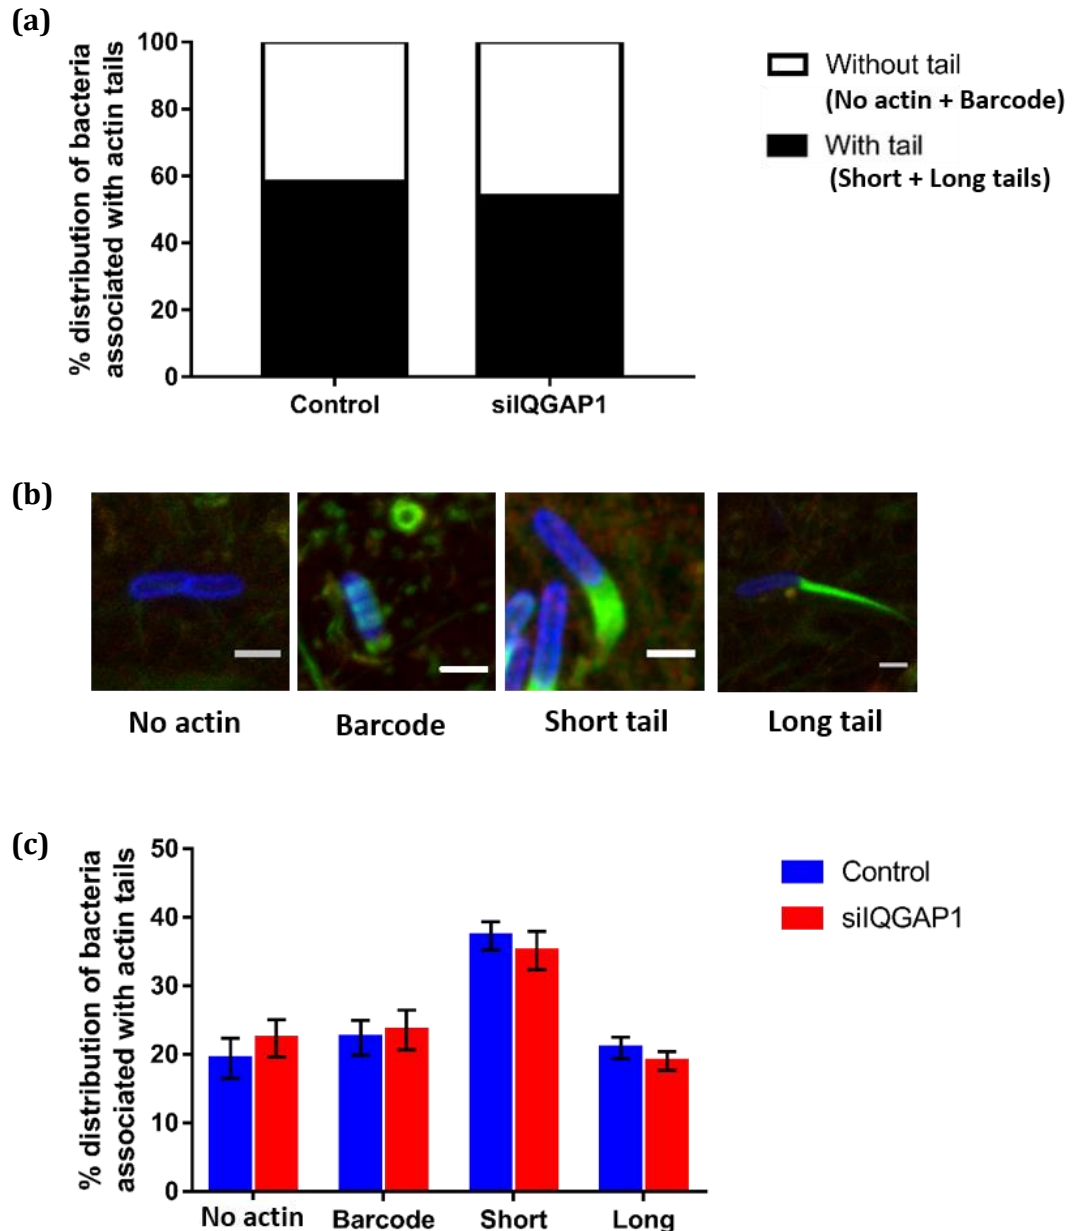 (a)
% distribution of bacteria
associated with actin tails
100
80
60
40
20
0
Control
siIQGAP1
Without tail
(No actin + Barcode)
With tail
(Short + Long tails)
(b)
No actin
Barcode
Short tail
Long tail
(c)
% distribution of bacteria
associated with actin tails
50
40
30
20
10
0
No actin
Barcode
Short
Long
Control
siIQGAP1